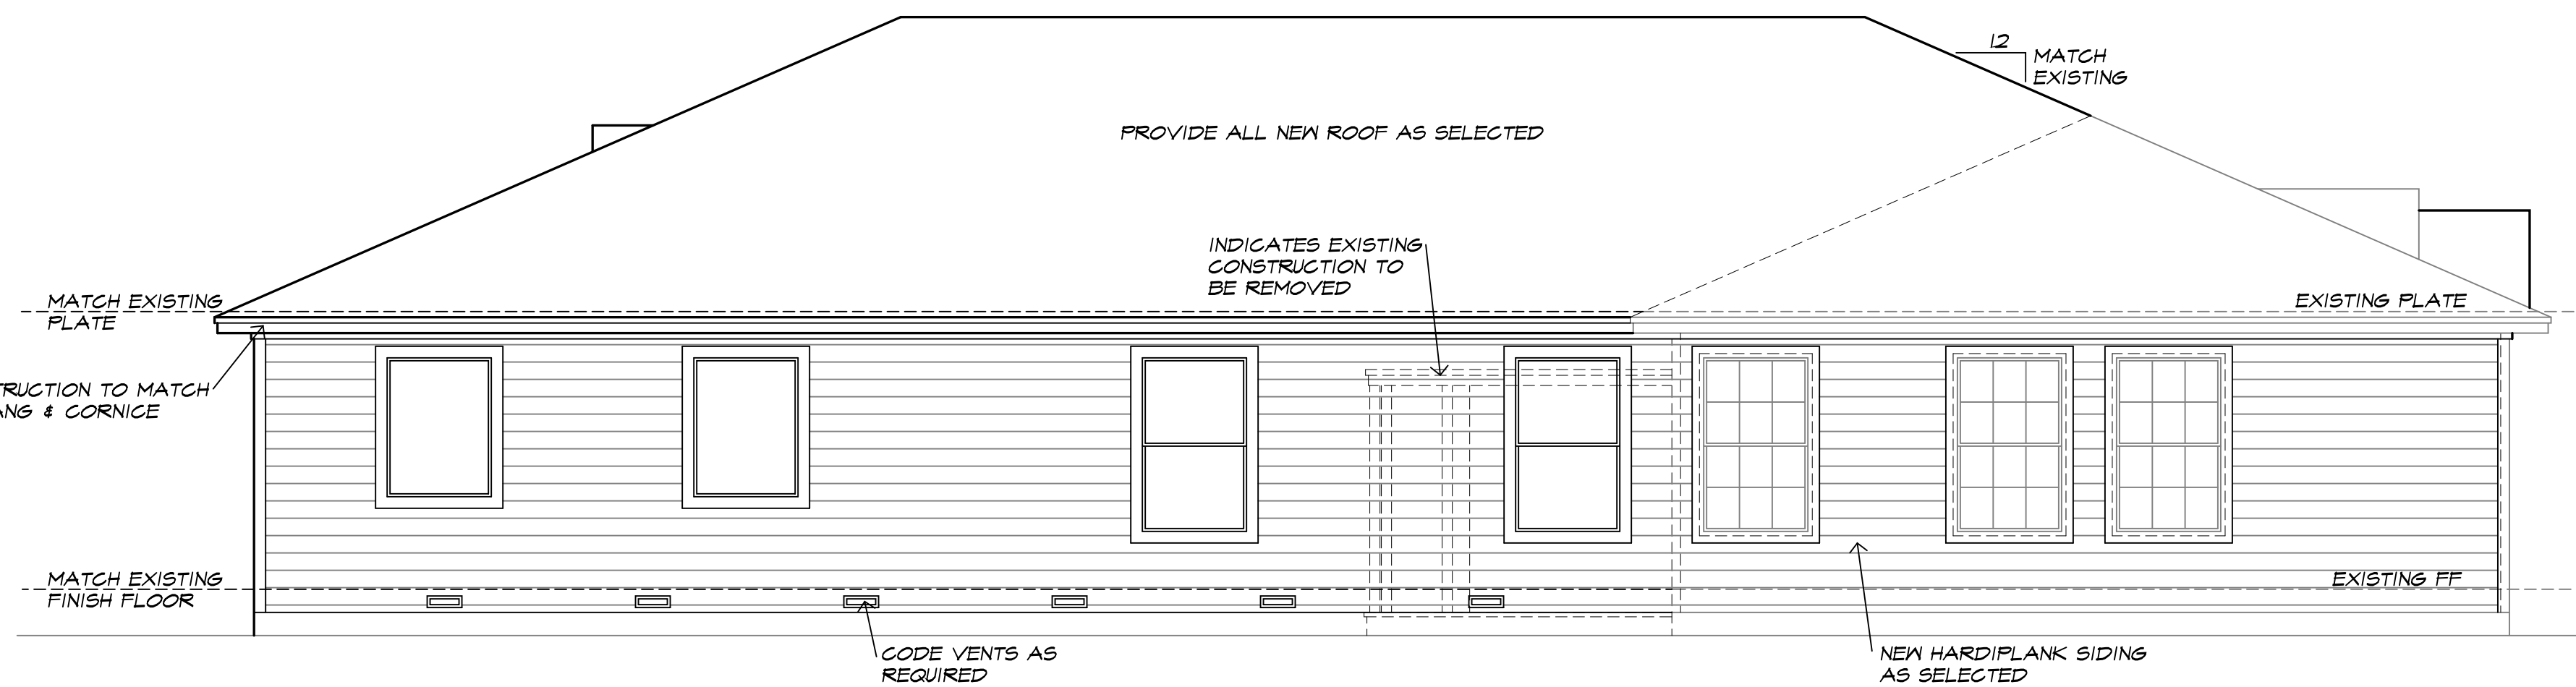 12
MATCH
EXISTING
PROVIDE ALL NEW ROOF AS SELECTED
INDICATES EXISTING
CONSTRUCTION TO
BE REMOVED
MATCH EXISTING
PLATE
EXISTING PLATE
TO MATCH
& CORNICE
MATCH EXISTING
FINISH FLOOR
EXISTING FF
CODE VENTS AS
REQUIRED
NEW HARDIPLANK SIDING
AS SELECTED